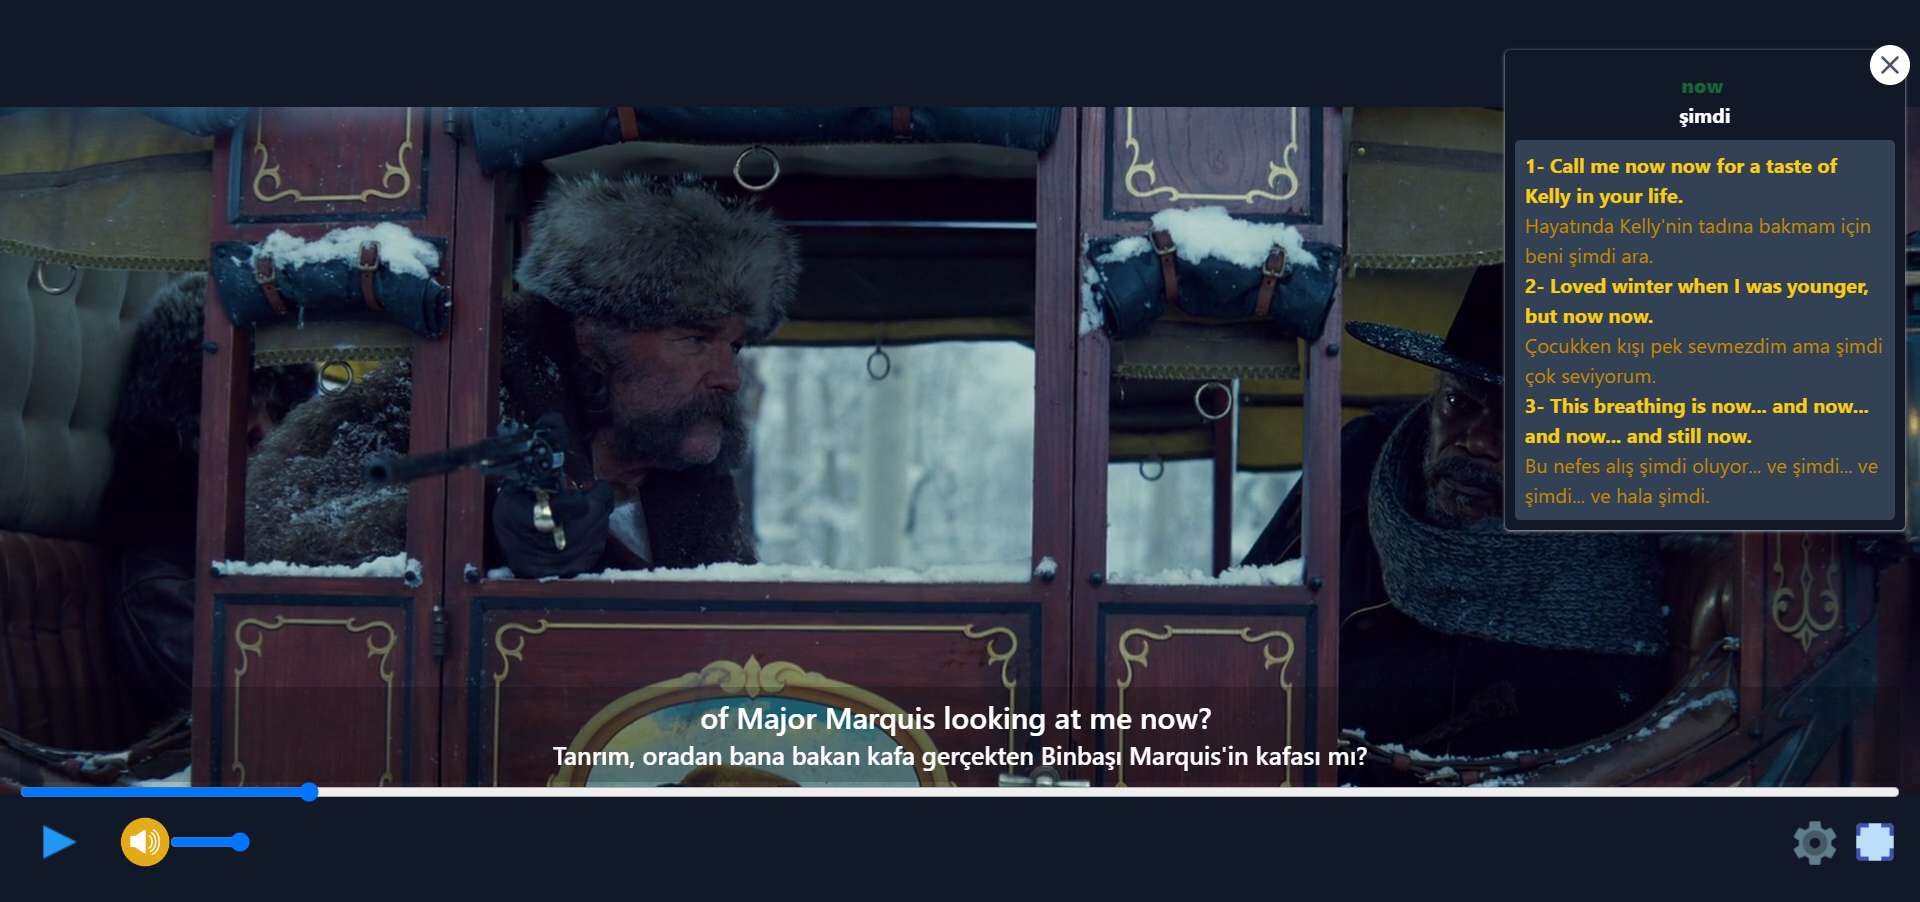 now
şimdi
1- Call me now now for a taste of
Kelly in your life.
Hayatında Kelly'nin tadına bakmam için
beni şimdi ara.
2- Loved winter when I was younger,
but now now.
Çocukken kışı pek sevmezdim ama şimdi
çok seviyorum.
3- This breathing is now... and now...
and now... and still now.
Bu nefes alış şimdi oluyor... ve şimdi... ve
şimdi... ve hala şimdi.
of Major Marquis looking at me now?
Tanrım, oradan bana bakan kafa gerçekten Binbaşı Marquis'in kafası mı?